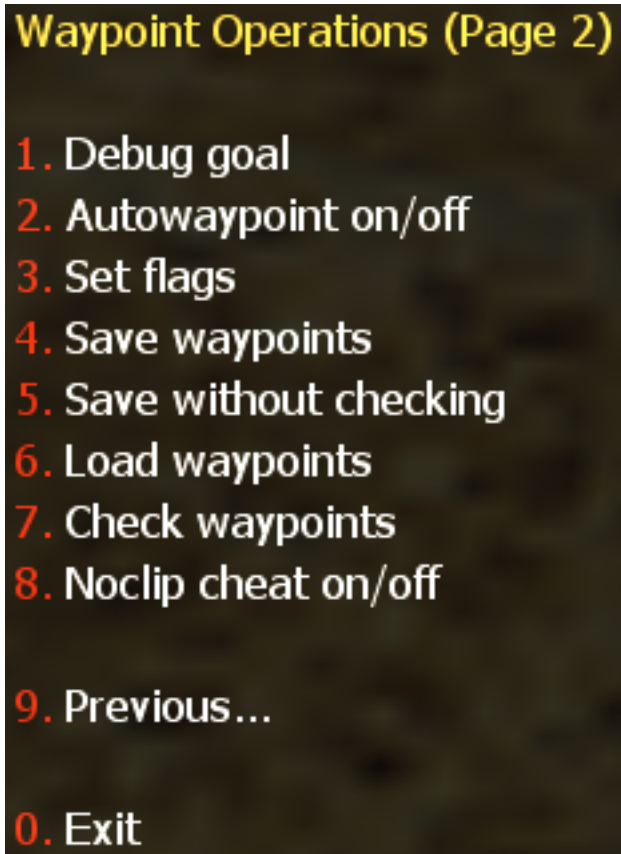 Waypoint Operations (Page 2)
1. Debug goal
2. Autowaypoint on/off
3. Set flags
4. Save waypoints
5. Save without checking
6. Load waypoints
7. Check waypoints
8. Noclip cheat on/off
9. Previous...
0. Exit